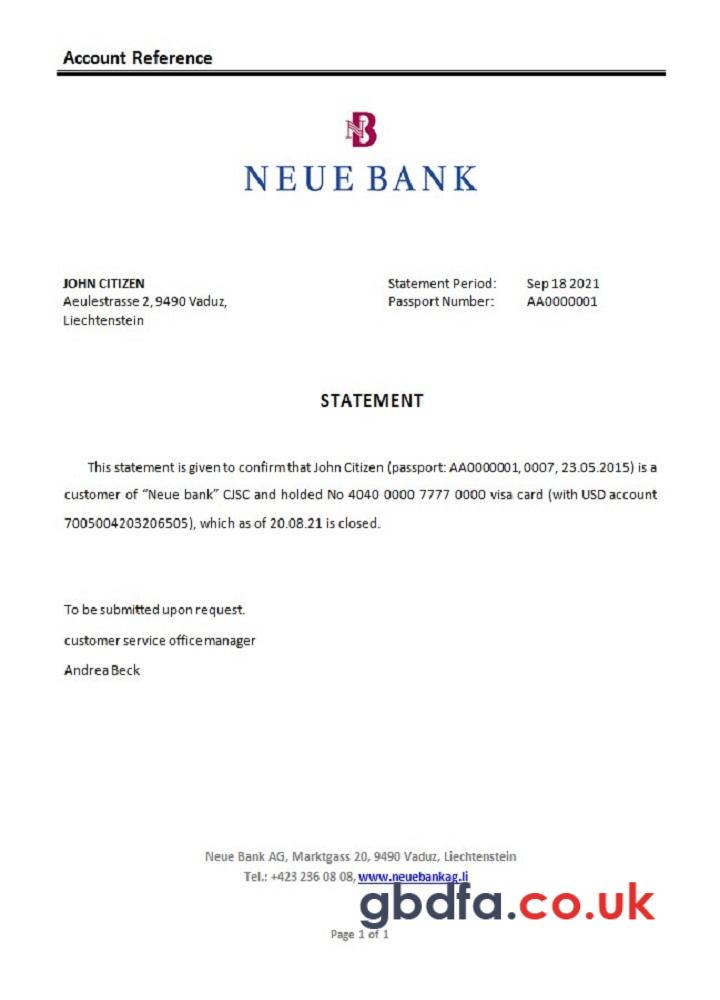 Account Reference
NB
NEUE BANK
JOHN CITIZEN
Aeulestrasse 2, 9490 Vaduz,
Liechtenstein
Statement Period: Sep 18 2021
Passport Number: AA0000001
STATEMENT
This statement is given to confirm that John Citizen (passport: AA0000001, 0007, 23.05.2015) is a
customer of “Neue bank” CJSC and holded No 4040 0000 7777 0000 visa card (with USD account
7005004203206505), which as of 20.08.21 is closed.
To be submitted upon request.
customer service office manager
Andrea Beck
Neue Bank AG, Marktgass 20, 9490 Vaduz, Liechtenstein
Tel.: +423 236 08 08, www.neuebankag.li
gbdfa.co.uk
Page 1 of 1